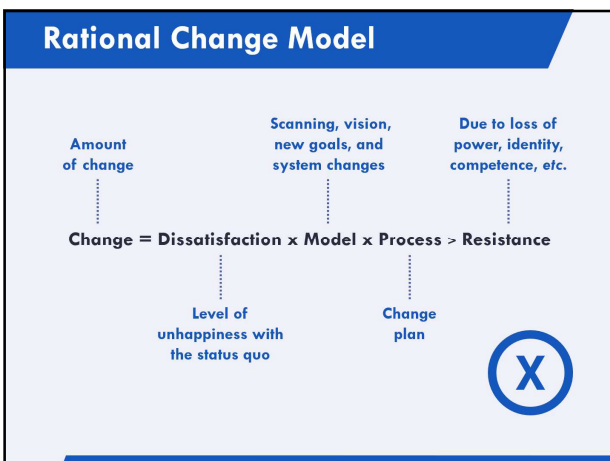 Rational Change Model
Amount
of change
Scanning, vision,
new goals, and
system changes
Due to loss of
power, identity,
competence, etc.
Change = Dissatisfaction x Model x Process > Resistance
Level of
unhappiness with
the status quo
Change
plan
X